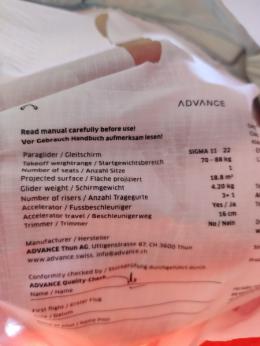 ADVANCE
Read manual carefully before use!
Vor Gebrauch Handbuch aufmerksam lesen!
Paraglider / Gleitschirm SIGMA 11 22
Takeoff weightrange / Startgewichtsbereich 70 - 88 kg
Number of seats / Anzahl Sitze 1
Projected surface / Fläche projiziert 18.8 m²
Glider weight / Schirmgewicht 4.20 kg
Number of risers / Anzahl Tragegurte 3+1
Accelerator / Fussbeschleuniger Yes / Ja
Accelerator travel / Beschleunigerweg 16 cm
Trimmer / Trimmer No / Nein
Manufacturer / Hersteller
ADVANCE Thun AG, Uttigenstrasse 87, CH 3600 Thun
www.advance.swiss, info@advance.ch
Conformity checked by / Stückprüfung durchgeführt durch:
ADVANCE Quality Check
Name / Name
First flight / Erster Flug
/ Datum